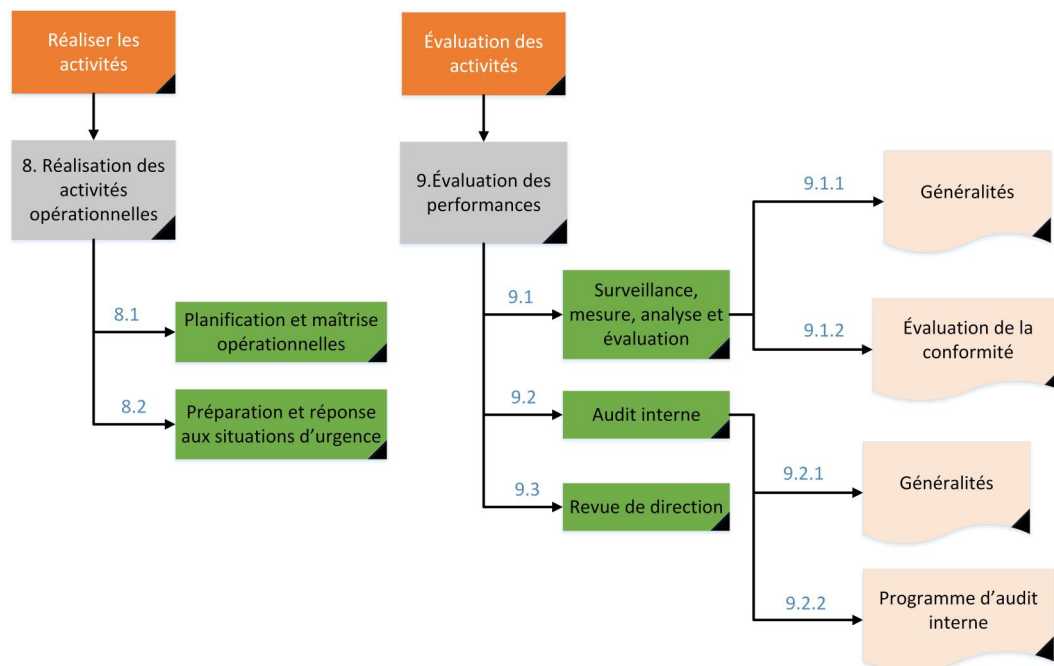 Réaliser les
activités
8. Réalisation des
activités
opérationnelles
8.1
Planification et maîtrise
opérationnelles
8.2
Préparation et réponse
aux situations d’urgence
Évaluation des
activités
9.Évaluation des
performances
9.1
Surveillance,
mesure, analyse et
évaluation
9.1.1
Généralités
9.1.2
Évaluation de la
conformité
9.2
Audit interne
9.2.1
Généralités
9.2.2
Programme d’audit
interne
9.3
Revue de direction